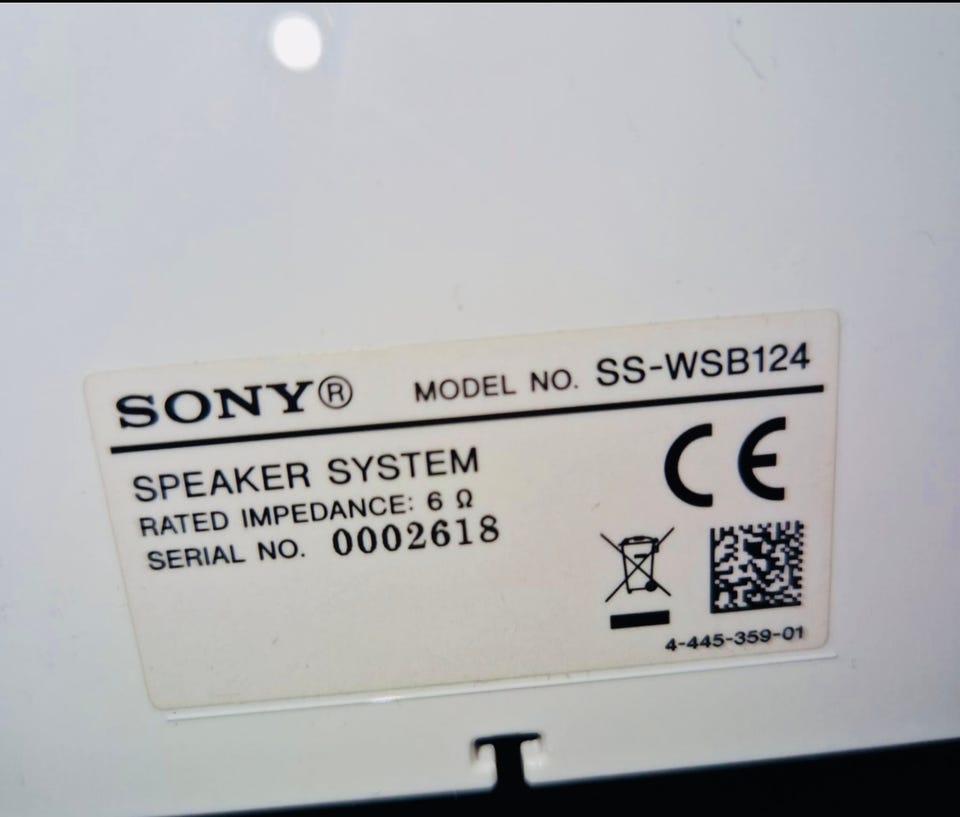 SONY®
MODEL NO. SS-WSB124
SPEAKER SYSTEM
RATED IMPEDANCE: 6 Ω
SERIAL NO. 0002618
CE
4-445-359-01